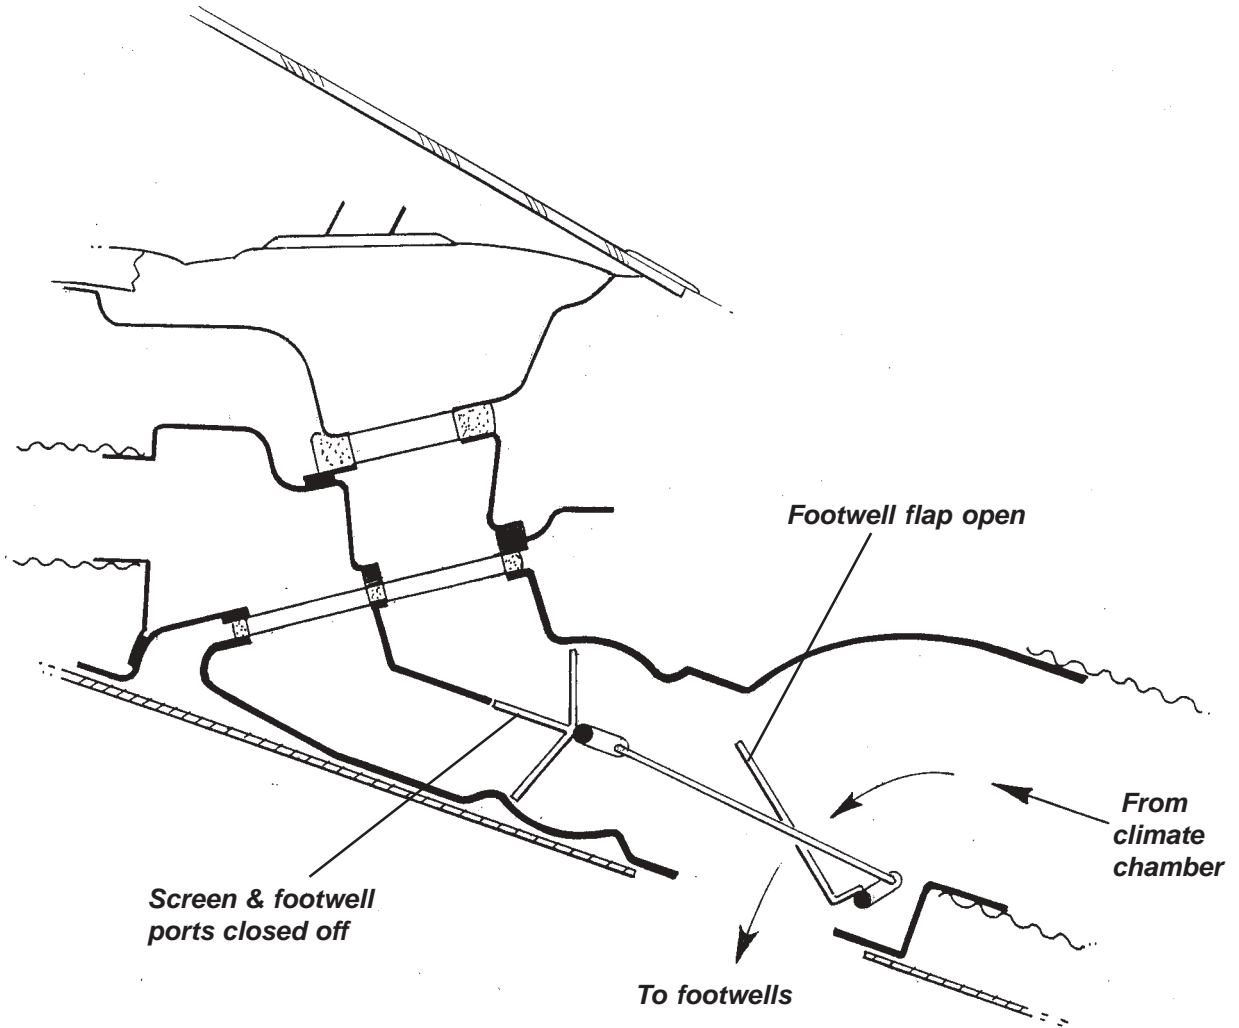 Footwell flap open
From
climate
chamber
Screen & footwell
ports closed off
To footwells